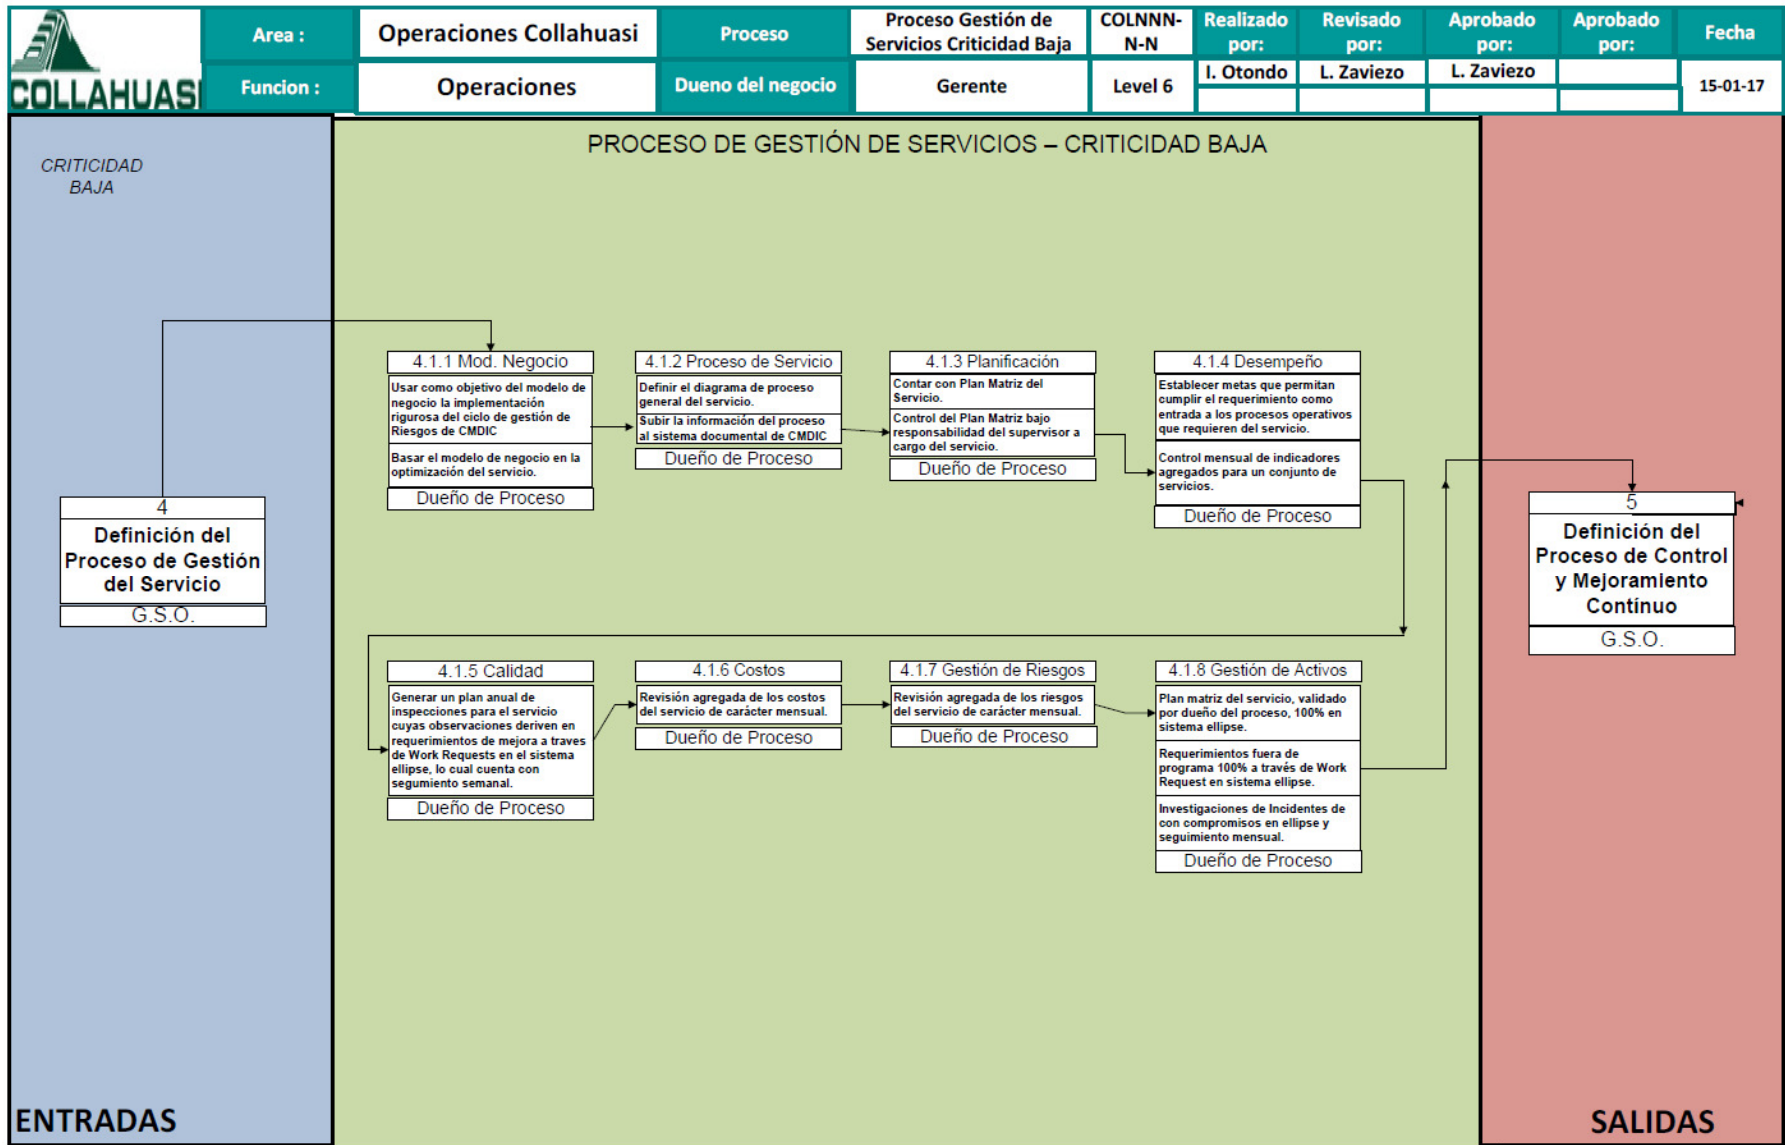 COLLAHUASI
Area :
Operaciones Collahuasi
Proceso
Proceso Gestión de
Servicios Criticidad Baja
COLNNN-
N-N
Realizado
por:
Revisado
por:
Aprobado
por:
Aprobado
por:
Fecha
Funcion :
Operaciones
Dueno del negocio
Gerente
Level 6
I. Otondo
L. Zaviezo
L. Zaviezo
15-01-17
CRITICIDAD
BAJA
PROCESO DE GESTIÓN DE SERVICIOS – CRITICIDAD BAJA
4
Definición del
Proceso de Gestión
del Servicio
G.S.O.
4.1.1 Mod. Negocio
Usar como objetivo del modelo de
negocio la implementación
rigurosa del ciclo de gestión de
Riesgos de CMDIC
Basar el modelo de negocio en la
optimización del servicio.
Dueño de Proceso
4.1.2 Proceso de Servicio
Definir el diagrama de proceso
general del servicio.
Subir la información del proceso
al sistema documental de CMDIC
Dueño de Proceso
4.1.3 Planificación
Contar con Plan Matriz del
Servicio.
Control del Plan Matriz bajo
responsabilidad del supervisor a
cargo del servicio.
Dueño de Proceso
4.1.4 Desempeño
Establecer metas que permitan
cumplir el requerimiento como
entrada a los procesos operativos
que requieren del servicio.
Control mensual de indicadores
agregados para un conjunto de
servicios.
Dueño de Proceso
4.1.5 Calidad
Generar un plan anual de
inspecciones para el servicio
cuyas observaciones deriven en
requerimientos de mejora a traves
de Work Requests en el sistema
ellipse, lo cual cuenta con
segumiento semanal.
Dueño de Proceso
4.1.6 Costos
Revisión agregada de los costos
del servicio de carácter mensual.
Dueño de Proceso
4.1.7 Gestión de Riesgos
Revisión agregada de los riesgos
del servicio de carácter mensual.
Dueño de Proceso
4.1.8 Gestión de Activos
Plan matriz del servicio, validado
por dueño del proceso, 100% en
sistema ellipse.
Requerimientos fuera de
programa 100% a través de Work
Request en sistema ellipse.
Investigaciones de Incidentes de
con compromisos en ellipse y
seguimiento mensual.
Dueño de Proceso
5
Definición del
Proceso de Control
y Mejoramiento
Contínuo
G.S.O.
ENTRADAS
SALIDAS